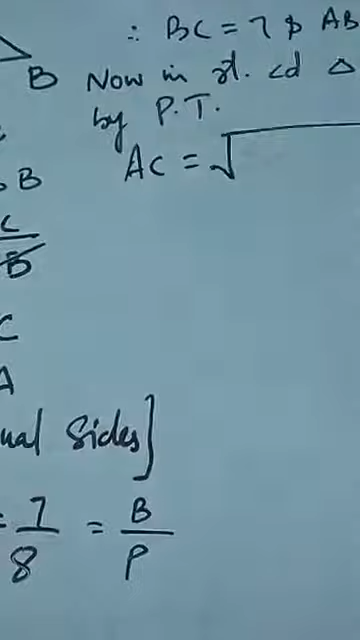 ∴ BC = 7 & AB
B
Now in rt. ∠d △
by P.T.
AC = √
B
C
B
C
A
ual Sides]
= 7/8 = B/P